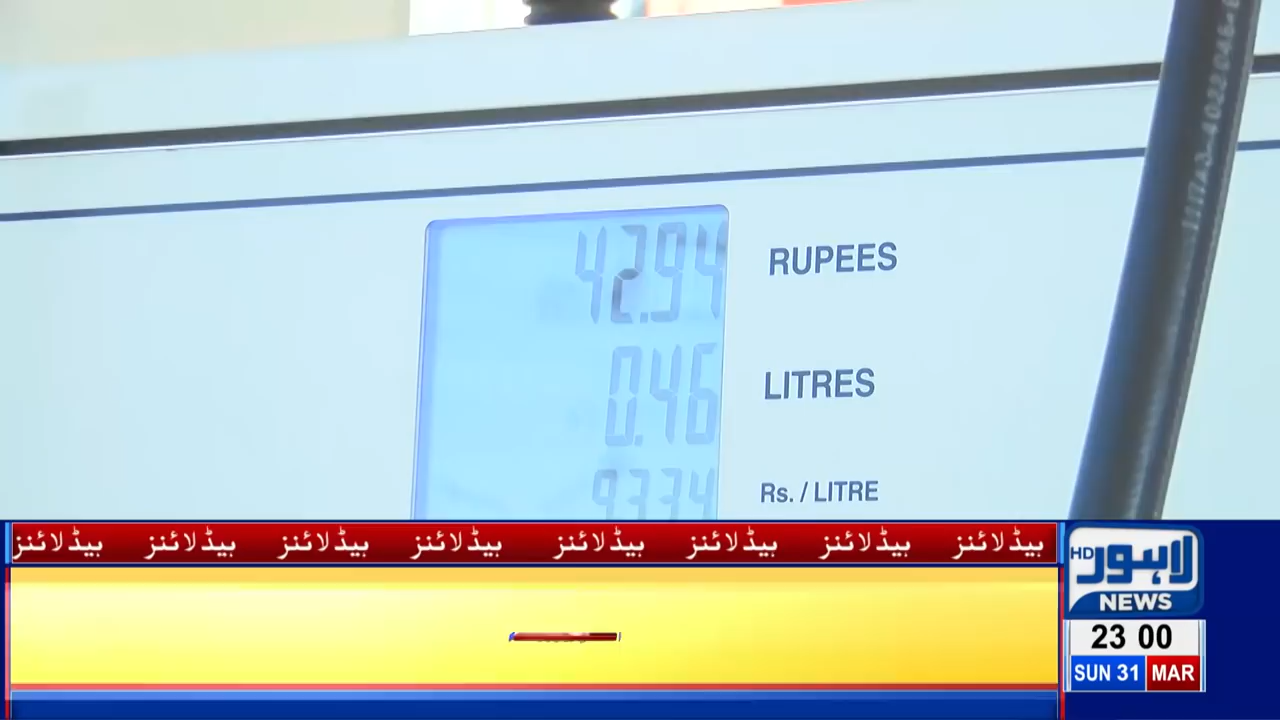 42.94 RUPEES
0.46 LITRES
93.34 Rs. / LITRE
ہیڈلائنز ہیڈلائنز ہیڈلائنز ہیڈلائنز ہیڈلائنز ہیڈلائنز ہیڈلائنز ہیڈلائنز
HD لاہور
NEWS
23 00
SUN 31 MAR